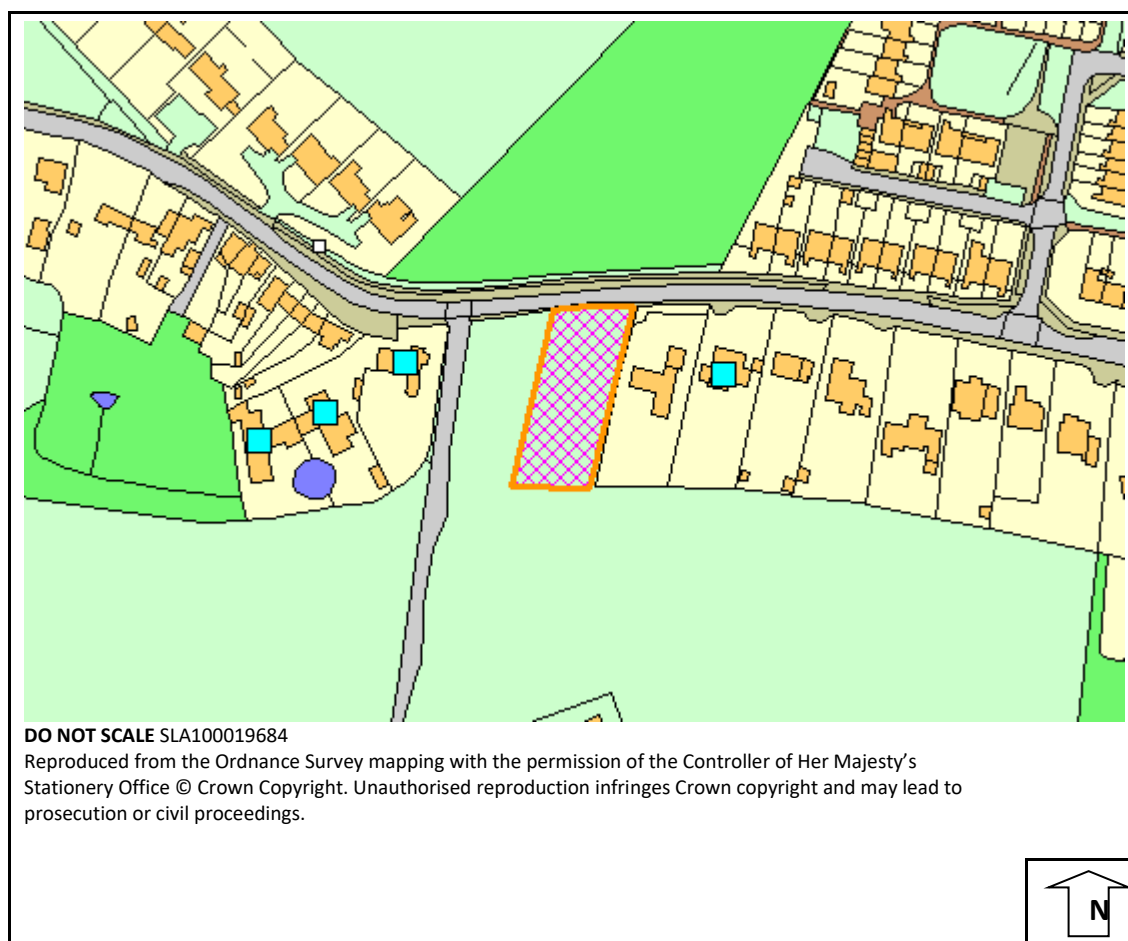 DO NOT SCALE SLA100019684
Reproduced from the Ordnance Survey mapping with the permission of the Controller of Her Majesty’s
Stationery Office © Crown Copyright. Unauthorised reproduction infringes Crown copyright and may lead to
prosecution or civil proceedings.
N